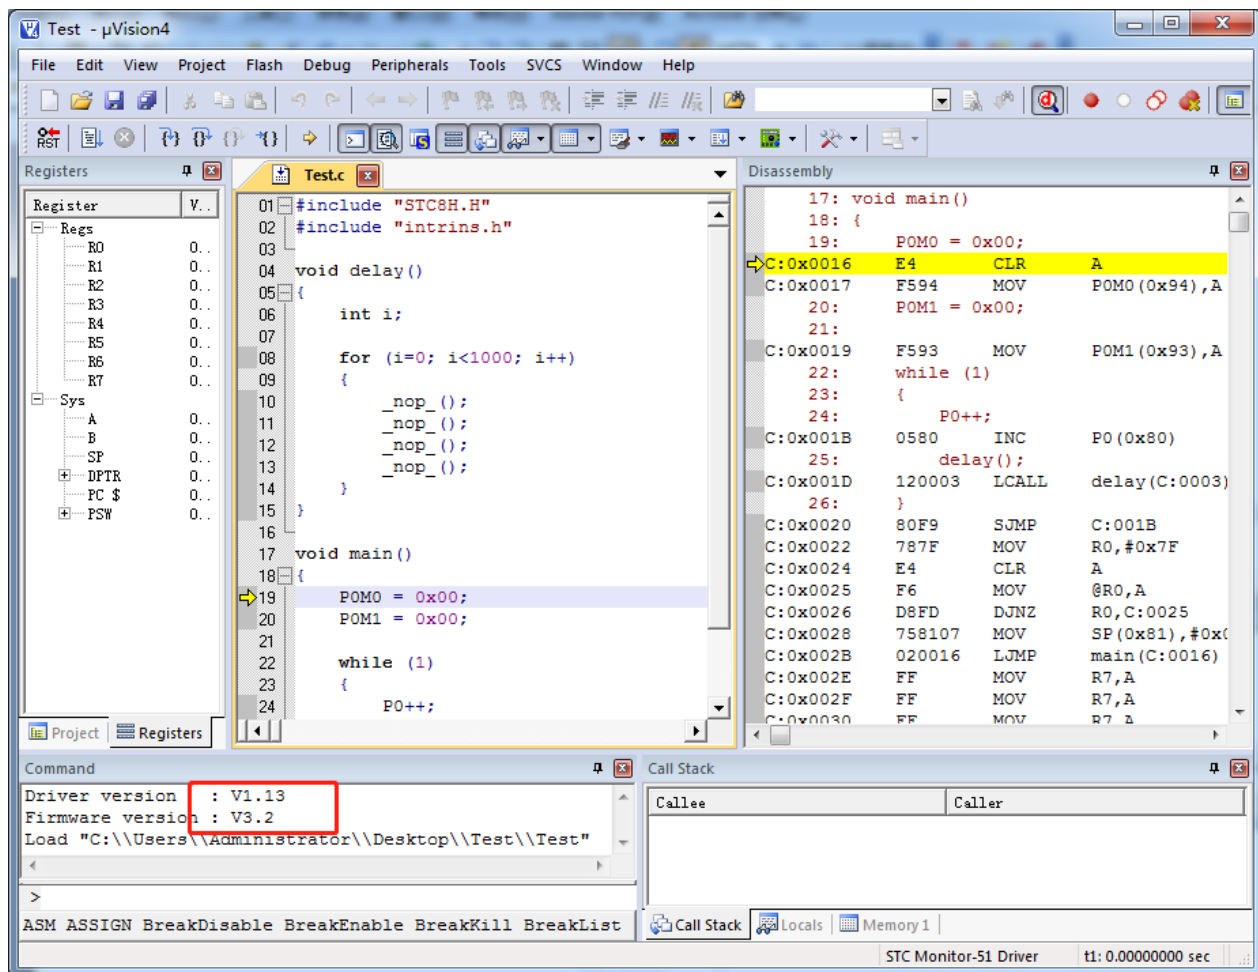 Test - µVision4
File Edit View Project Flash Debug Peripherals Tools SVCS Window Help
RST
Registers
Register V..
Regs
R0 0..
R1 0..
R2 0..
R3 0..
R4 0..
R5 0..
R6 0..
R7 0..
Sys
A 0..
B 0..
SP 0..
DPTR 0..
PC $ 0..
PSW 0..
Project Registers
Test.c
01 #include "STC8H.H"
02 #include "intrins.h"
03
04 void delay()
05 {
06 int i;
07
08 for (i=0; i<1000; i++)
09 {
10 _nop_();
11 _nop_();
12 _nop_();
13 _nop_();
14 }
15 }
16
17 void main()
18 {
19 P0M0 = 0x00;
20 P0M1 = 0x00;
21
22 while (1)
23 {
24 P0++;
Disassembly
17: void main()
18: {
19: P0M0 = 0x00;
C:0x0016 E4 CLR A
C:0x0017 F594 MOV P0M0(0x94),A
20: P0M1 = 0x00;
21:
C:0x0019 F593 MOV P0M1(0x93),A
22: while (1)
23: {
24: P0++;
C:0x001B 0580 INC P0(0x80)
25: delay();
C:0x001D 120003 LCALL delay(C:0003)
26: }
C:0x0020 80F9 SJMP C:001B
C:0x0022 787F MOV R0,#0x7F
C:0x0024 E4 CLR A
C:0x0025 F6 MOV @R0,A
C:0x0026 D8FD DJNZ R0,C:0025
C:0x0028 758107 MOV SP(0x81),#0x0
C:0x002B 020016 LJMP main(C:0016)
C:0x002E FF MOV R7,A
C:0x002F FF MOV R7,A
C:0x0030 FF MOV R7,A
Command
Driver version : V1.13
Firmware version : V3.2
Load "C:\\Users\\Administrator\\Desktop\\Test\\Test"
>
ASM ASSIGN BreakDisable BreakEnable BreakKill BreakList
Call Stack
Callee Caller
Call Stack Locals Memory 1
STC Monitor-51 Driver t1: 0.00000000 sec